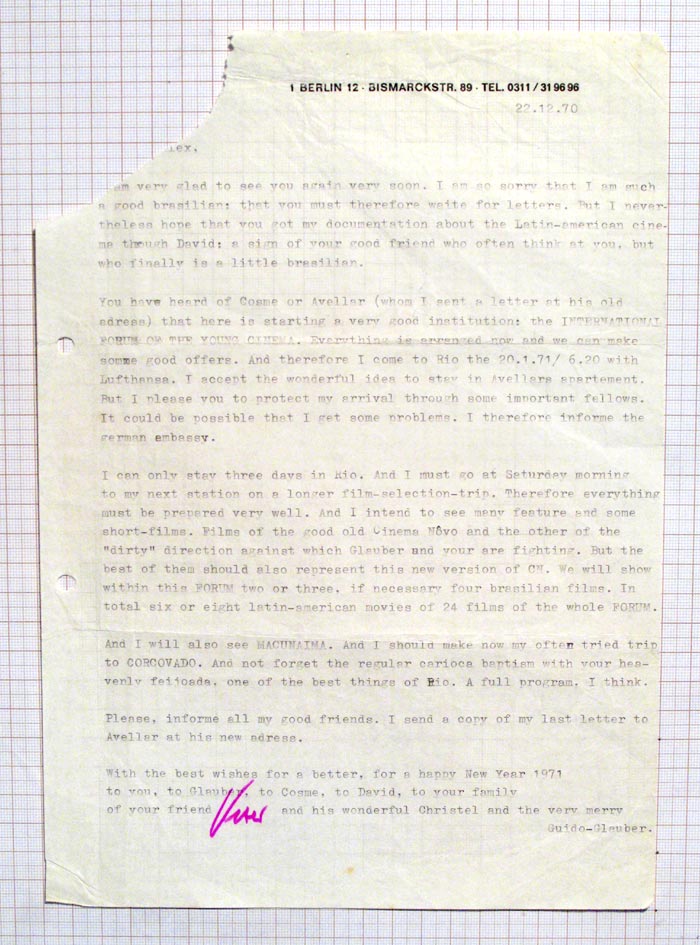 1 BERLIN 12 · BISMARCKSTR. 89 · TEL. 0311 / 31 96 96
22.12.70
lex,
am very glad to see you again very soon. I am so sorry that I am much
a good brasilian: that you must therefore waite for letters. But I never-
theless hope that you got my documentation about the Latin-american cine-
ma through David: a sign of your good friend who often think at you, but
who finally is a little brasilian.
You have heard of Cosme or Avellar (whom I sent a letter at his old
adress) that here is starting a very good institution: the INTERNATIONAL
FORUM OF THE YOUNG CINEMA. Everything is arranged now and we can make
somme good offers. And therefore I come to Rio the 20.1.71/ 6.20 with
Lufthansa. I accept the wonderful idea to stay in Avellars apartement.
But I please you to protect my arrival through some important fellows.
It could be possible that I get some problems. I therefore informe the
german embassy.
I can only stay three days in Rio. And I must go at Saturday morning
to my next station on a longer film-selection-trip. Therefore everything
must be prepared very well. And I intend to see many feature and some
short-films. Films of the good old Cinema Nôvo and the other of the
"dirty" direction against which Glauber and your are fighting. But the
best of them should also represent this new version of CN. We will show
within this FORUM two or three, if necessary four brasilian films. In
total six or eight latin-american movies of 24 films of the whole FORUM.
And I will also see MACUNAIMA. And I should make now my often tried trip
to CORCOVADO. And not forget the regular carioca baptism with your hea-
venly feijoada, one of the best things of Rio. A full program, I think.
Please, informe all my good friends. I send a copy of my last letter to
Avellar at his new adress.
With the best wishes for a better, for a happy New Year 1971
to you, to Glauber, to Cosme, to David, to your family
of your friend and his wonderful Christel and the very merry
Guido-Glauber.